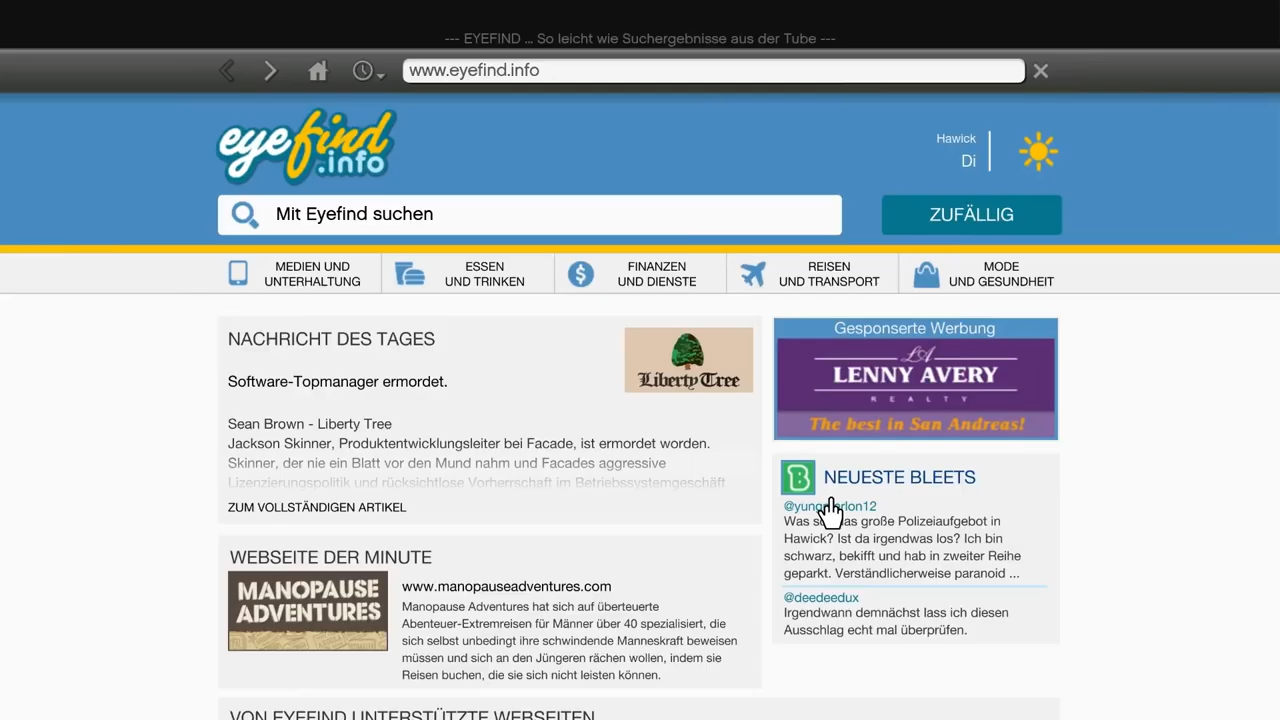 --- EYEFIND ... So leicht wie Suchergebnisse aus der Tube ---
www.eyefind.info
eyefind
.info
Hawick
Di
Mit Eyefind suchen
ZUFÄLLIG
MEDIEN UND
UNTERHALTUNG
ESSEN
UND TRINKEN
FINANZEN
UND DIENSTE
REISEN
UND TRANSPORT
MODE
UND GESUNDHEIT
NACHRICHT DES TAGES
Liberty Tree
Software-Topmanager ermordet.
Sean Brown - Liberty Tree
Jackson Skinner, Produktentwicklungsleiter bei Facade, ist ermordet worden.
Skinner, der nie ein Blatt vor den Mund nahm und Facades aggressive
Lizenzierungspolitik und rücksichtlose Vorherrschaft im Betriebssystemgeschäft
ZUM VOLLSTÄNDIGEN ARTIKEL
WEBSEITE DER MINUTE
MANOPAUSE
ADVENTURES
www.manopauseadventures.com
Manopause Adventures hat sich auf überteuerte
Abenteuer-Extremreisen für Männer über 40 spezialisiert, die
sich selbst unbedingt ihre schwindende Manneskraft beweisen
müssen und sich an den Jüngeren rächen wollen, indem sie
Reisen buchen, die sie sich nicht leisten können.
VON EYEFIND UNTERSTÜTZTE WEBSEITEN
Gesponserte Werbung
LA
LENNY AVERY
REALTY
The best in San Andreas!
B
NEUESTE BLEETS
Was das große Polizeiaufgebot in
Hawick? Ist da irgendwas los? Ich bin
schwarz, bekifft und hab in zweiter Reihe
geparkt. Verständlicherweise paranoid ...
@deedeedux
Irgendwann demnächst lass ich diesen
Ausschlag echt mal überprüfen.